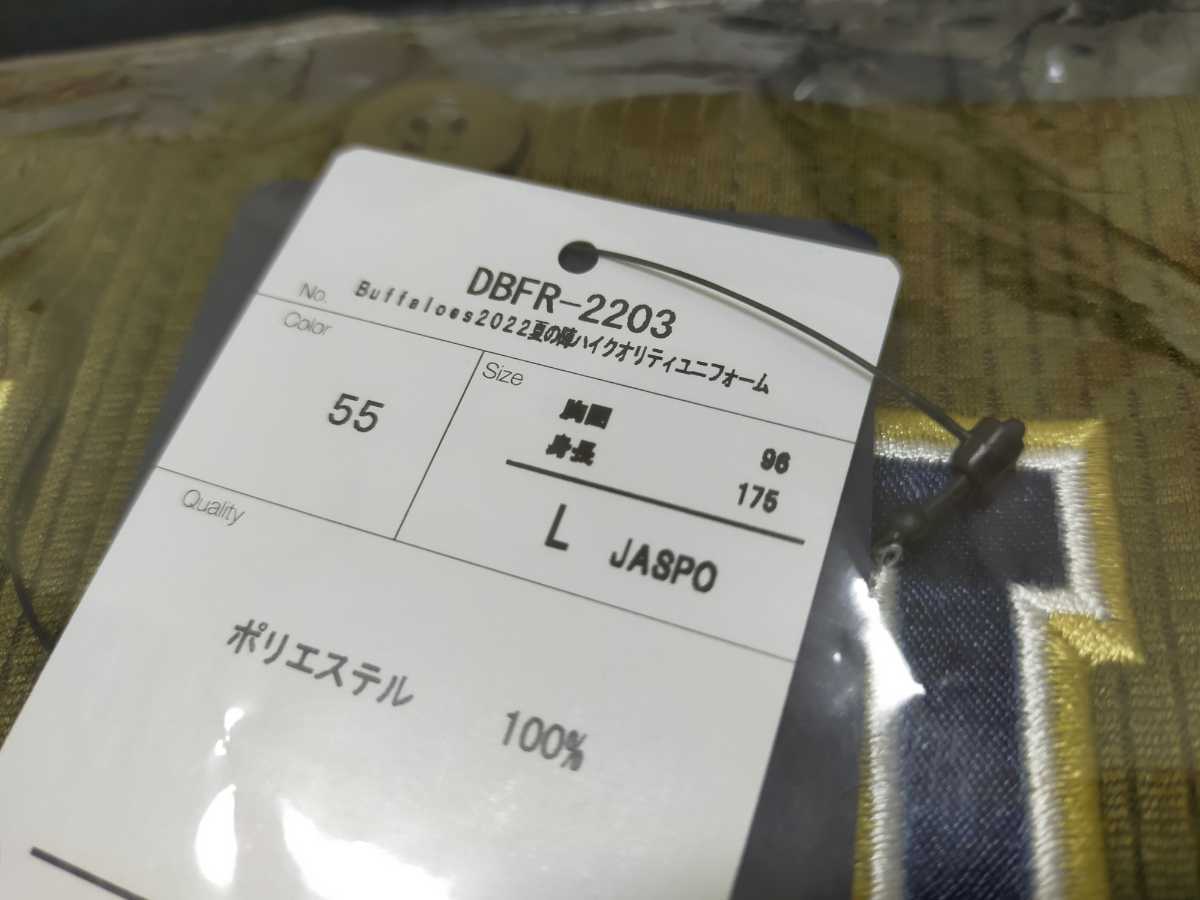 No. DBFR-2203
Buffaloes2022夏の陣ハイクオリティユニフォーム
Color
55
Size
胸囲 96
身長 175
L JASPO
Quality
ポリエステル 100%